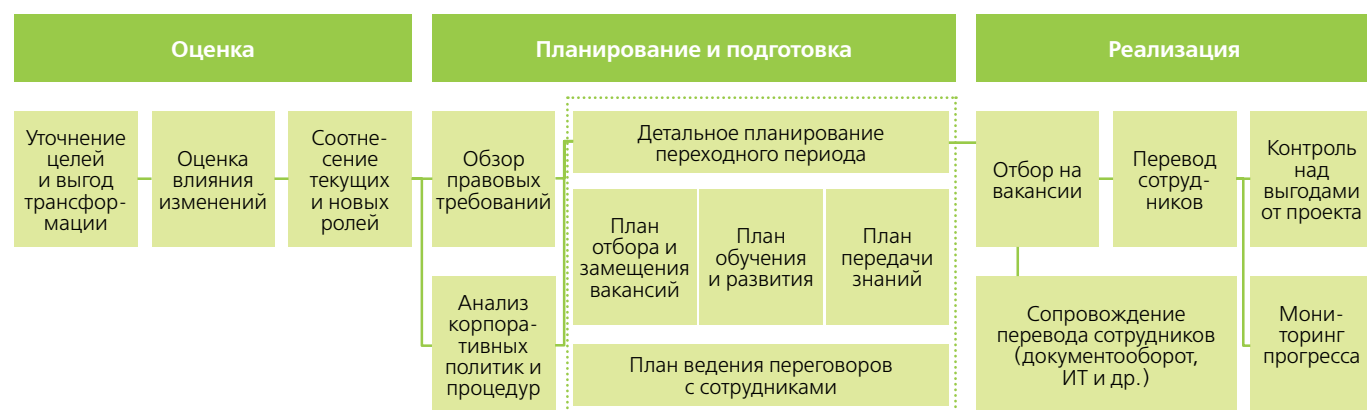 Оценка
Планирование и подготовка
Реализация
Уточнение
целей
и выгод
трансфор-
мации
Оценка
влияния
изменений
Соотне-
сение
текущих
и новых
ролей
Обзор
правовых
требований
Анализ
корпора-
тивных
политик и
процедур
Детальное планирование
переходного периода
План
отбора и
замещения
вакансий
План
обучения
и развития
План
передачи
знаний
План ведения переговоров
с сотрудниками
Отбор на
вакансии
Перевод
сотруд-
ников
Контроль
над
выгодами
от проекта
Сопровождение
перевода сотрудников
(документооборот,
ИТ и др.)
Мони-
торинг
прогресса